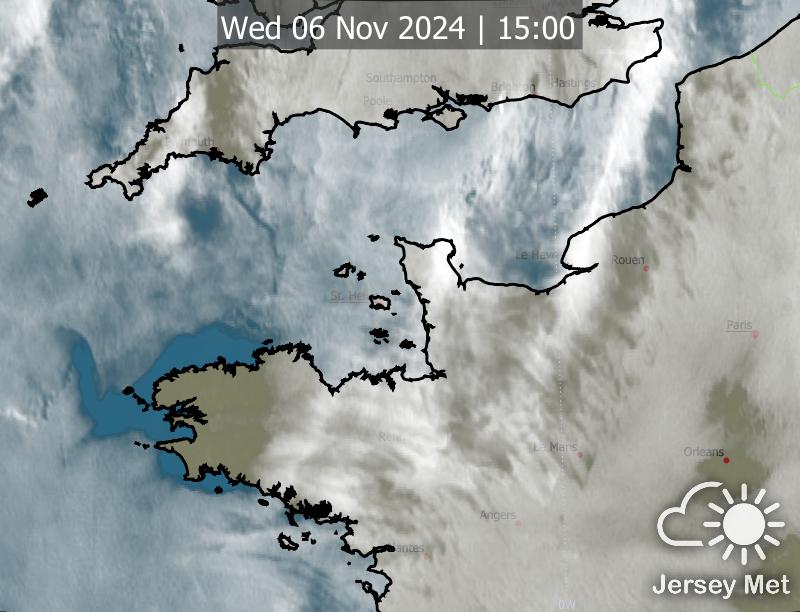 Wed 06 Nov 2024 | 15:00
Southampton
Poole
Brighton
Hastings
Le Havre
Rouen
St. Hel
Paris
Orleans
Le Mans
Angers
0W
Jersey Met